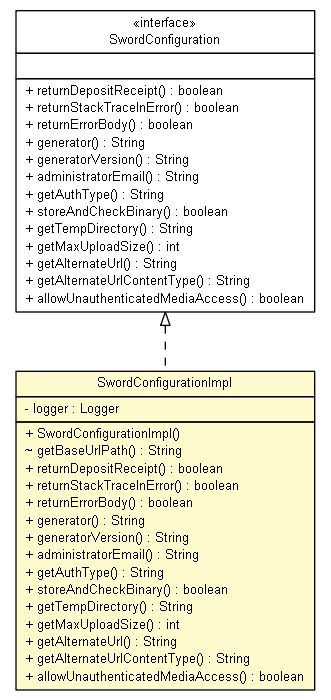 «interface»
SwordConfiguration
+ returnDepositReceipt() : boolean
+ returnStackTraceInError() : boolean
+ returnErrorBody() : boolean
+ generator() : String
+ generatorVersion() : String
+ administratorEmail() : String
+ getAuthType() : String
+ storeAndCheckBinary() : boolean
+ getTempDirectory() : String
+ getMaxUploadSize() : int
+ getAlternateUrl() : String
+ getAlternateUrlContentType() : String
+ allowUnauthenticatedMediaAccess() : boolean
SwordConfigurationImpl
- logger : Logger
+ SwordConfigurationImpl()
~ getBaseUrlPath() : String
+ returnDepositReceipt() : boolean
+ returnStackTraceInError() : boolean
+ returnErrorBody() : boolean
+ generator() : String
+ generatorVersion() : String
+ administratorEmail() : String
+ getAuthType() : String
+ storeAndCheckBinary() : boolean
+ getTempDirectory() : String
+ getMaxUploadSize() : int
+ getAlternateUrl() : String
+ getAlternateUrlContentType() : String
+ allowUnauthenticatedMediaAccess() : boolean